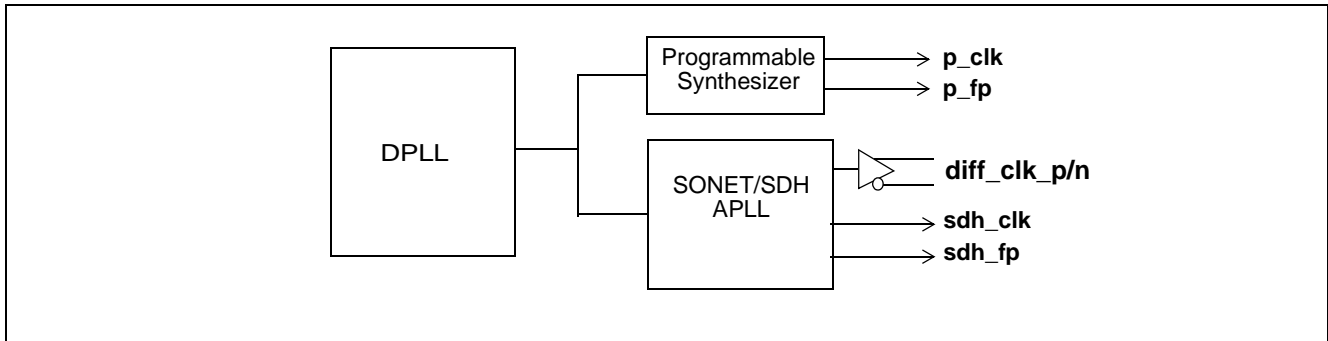 DPLL
Programmable
Synthesizer
p_clk
p_fp
SONET/SDH
APLL
diff_clk_p/n
sdh_clk
sdh_fp